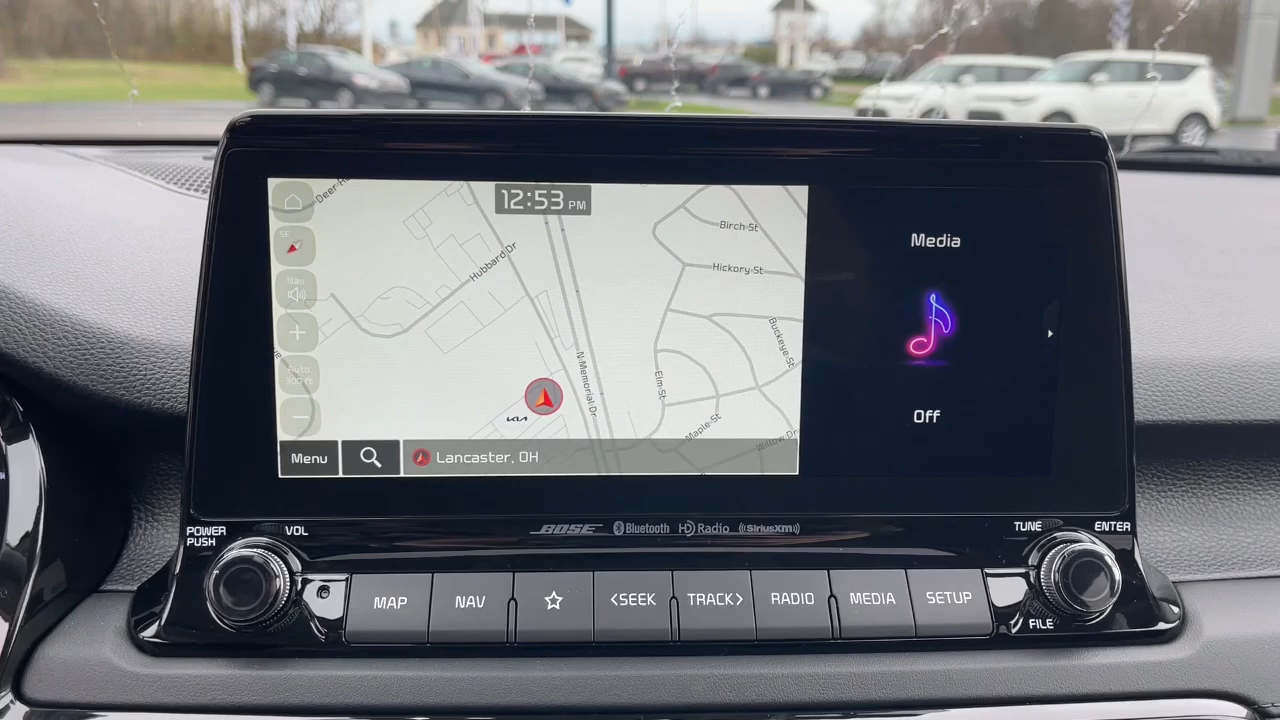 Deer R
12:53 PM
SE
Nav
Auto
300 ft
Hubbard Dr
N Memorial Dr
Birch St
Hickory St
Buckeye St
Elm St
Maple St
Willow Dr
KIA
Menu
Lancaster, OH
Media
Off
POWER
PUSH
VOL
BOSE Bluetooth HD Radio ((SiriusXM))
TUNE
ENTER
MAP
NAV
<SEEK
TRACK>
RADIO
MEDIA
SETUP
FILE